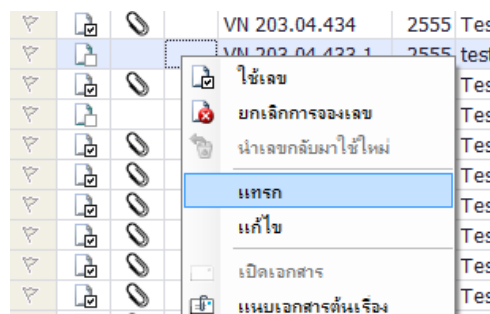 VN 203.04.434 2555 Tes
VN 203.04.433.1 2555 test
ใช้เลข Tes
ยกเลิกการจองเลข Tes
นำเลขกลับมาใช้ใหม่ Tes
Tes
แทรก Tes
แก้ไข Tes
เปิดเอกสาร Tes
แนบเอกสารต้นเรื่อง Tes